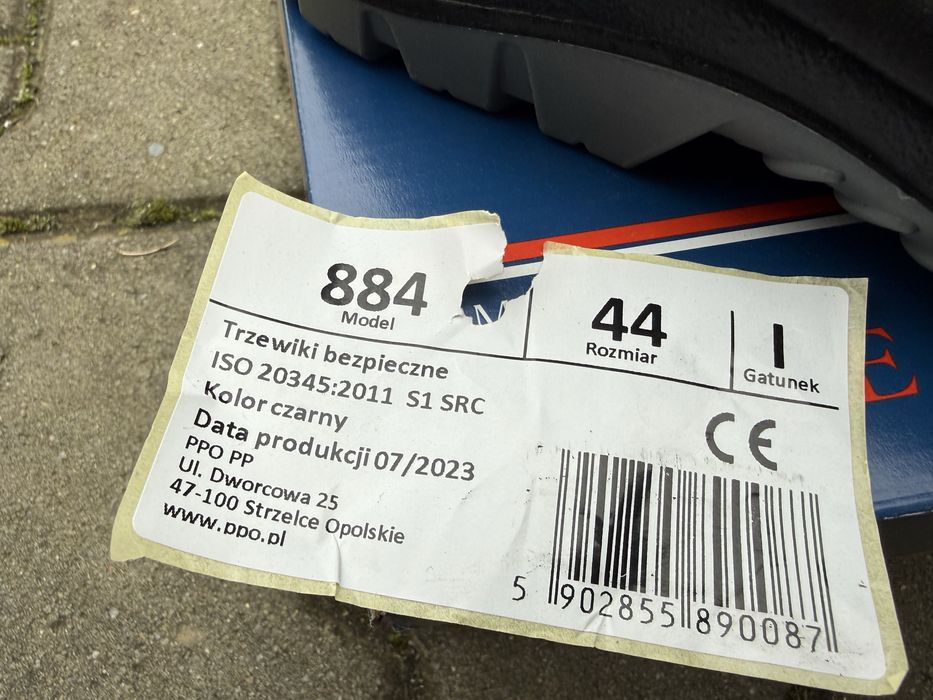 884
Model
44
Rozmiar
I
Gatunek
Trzewiki bezpieczne
ISO 20345:2011 S1 SRC
Kolor czarny
Data produkcji 07/2023
PPO PP
Ul. Dworcowa 25
47-100 Strzelce Opolskie
www.ppo.pl
CE
5 902855 890087